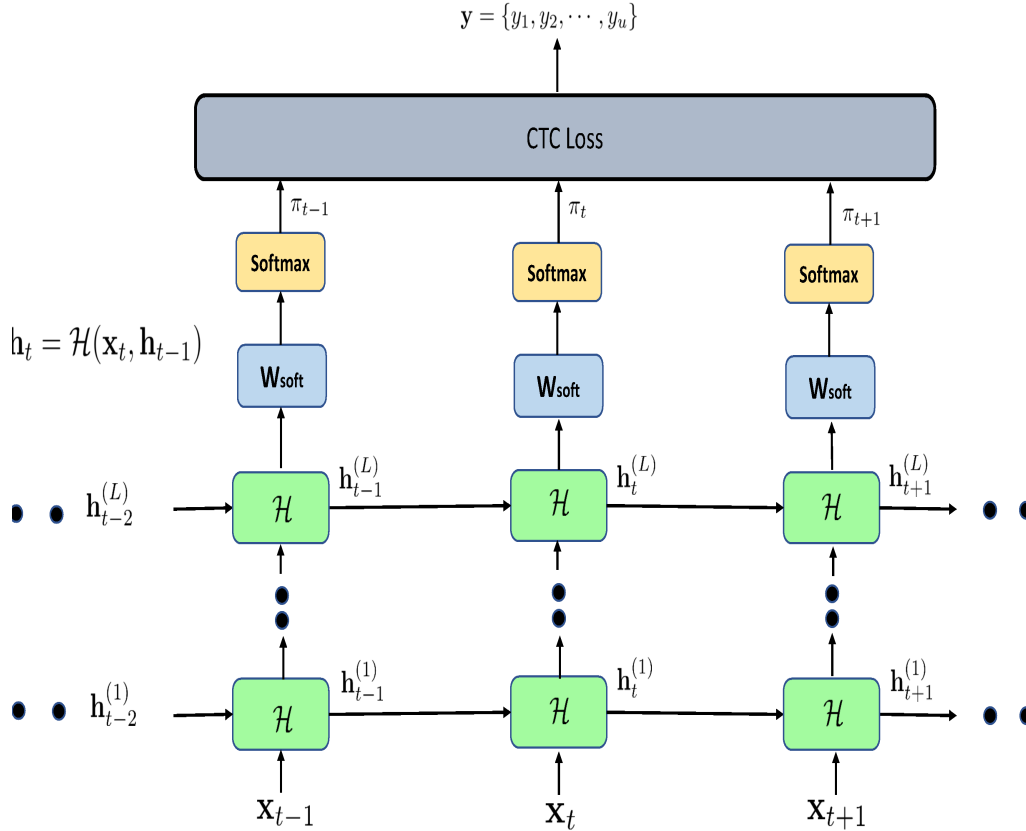 y = {y₁, y₂, ⋯, y_u}
CTC Loss
π_{t−1} π_t π_{t+1}
Softmax Softmax Softmax
h_t = ℋ(x_t, h_{t−1})
W_soft W_soft W_soft
h_{t−2}^{(L)} ℋ h_{t−1}^{(L)} ℋ h_t^{(L)} ℋ h_{t+1}^{(L)}
h_{t−2}^{(1)} ℋ h_{t−1}^{(1)} ℋ h_t^{(1)} ℋ h_{t+1}^{(1)}
x_{t−1} x_t x_{t+1}